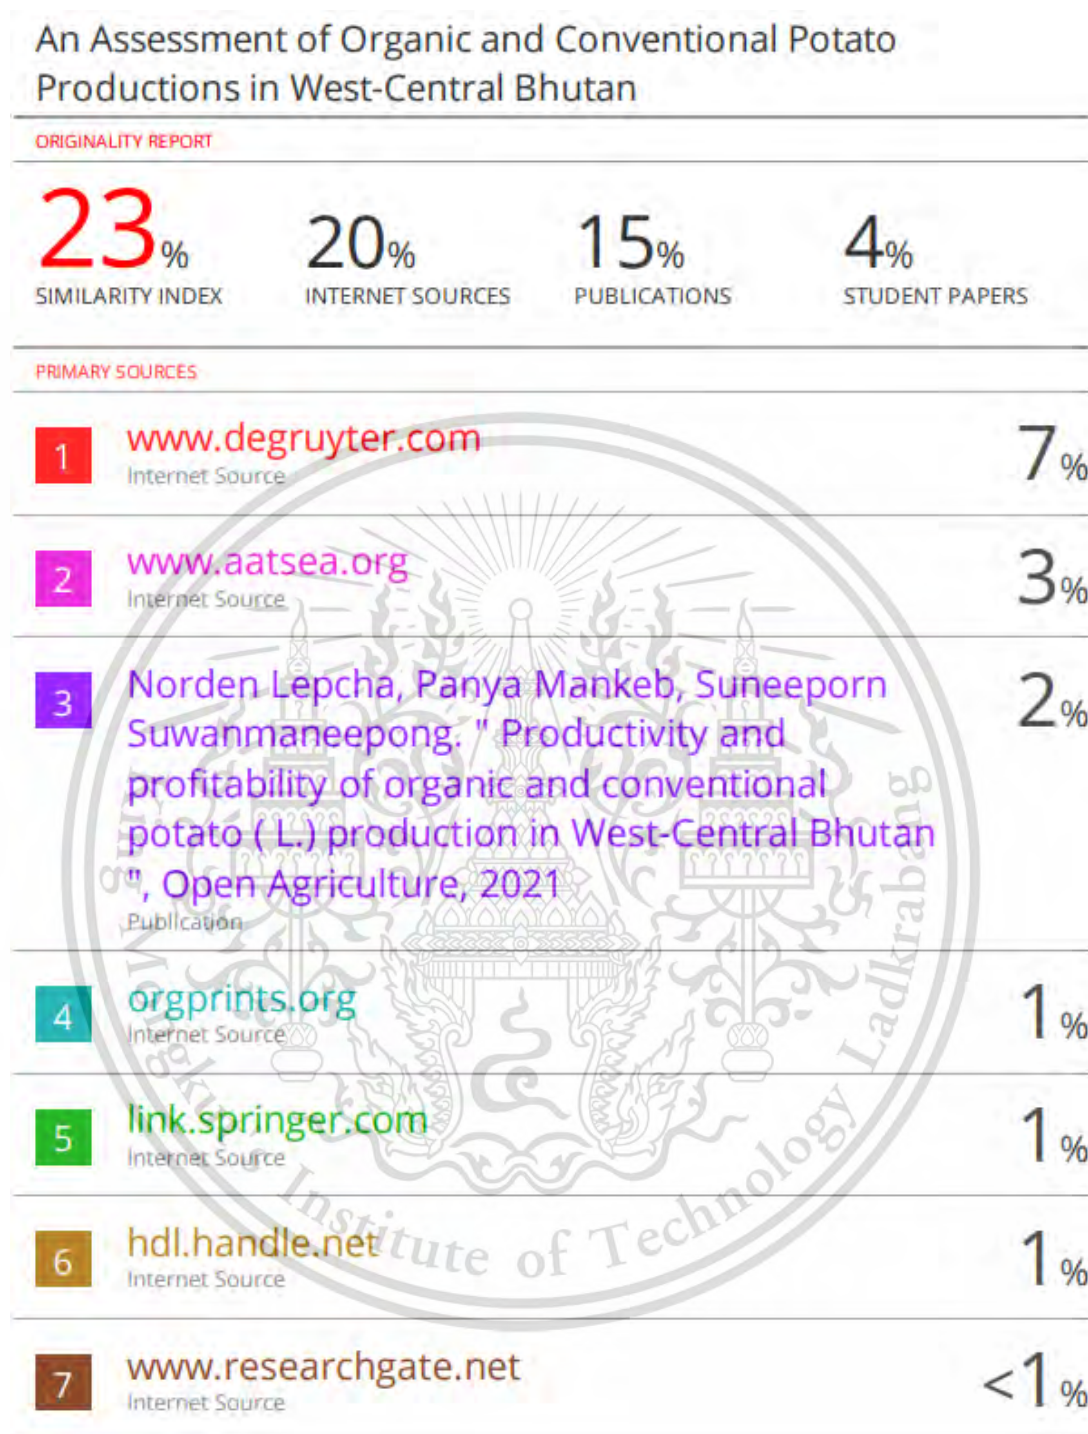 An Assessment of Organic and Conventional Potato
Productions in West-Central Bhutan
ORIGINALITY REPORT
23%
SIMILARITY INDEX
20%
INTERNET SOURCES
15%
PUBLICATIONS
4%
STUDENT PAPERS
PRIMARY SOURCES
1
www.degruyter.com
Internet Source
7%
2
www.aatsea.org
Internet Source
3%
3
Norden Lepcha, Panya Mankeb, Suneeporn
Suwanmaneepong. " Productivity and
profitability of organic and conventional
potato ( L.) production in West-Central Bhutan
", Open Agriculture, 2021
Publication
2%
4
orgprints.org
Internet Source
1%
5
link.springer.com
Internet Source
1%
6
hdl.handle.net
Internet Source
1%
7
www.researchgate.net
Internet Source
<1%
Institute of Technology Ladkrabang